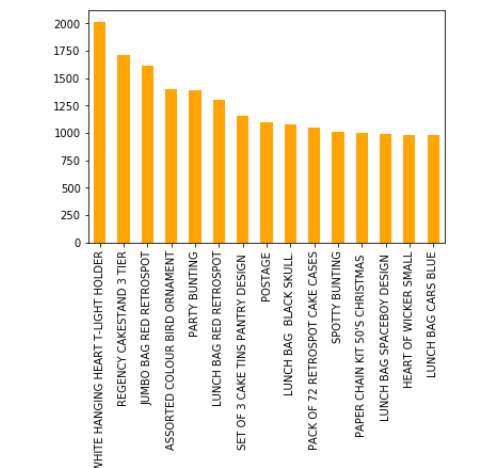 2000
1750
1500
1250
1000
750
500
250
0
HITE HANGING HEART T-LIGHT HOLDER
REGENCY CAKESTAND 3 TIER
JUMBO BAG RED RETROSPOT
ASSORTED COLOUR BIRD ORNAMENT
PARTY BUNTING
LUNCH BAG RED RETROSPOT
SET OF 3 CAKE TINS PANTRY DESIGN
POSTAGE
LUNCH BAG  BLACK SKULL.
PACK OF 72 RETROSPOT CAKE CASES
SPOTTY BUNTING
PAPER CHAIN KIT 50'S CHRISTMAS
LUNCH BAG SPACEBOY DESIGN
HEART OF WICKER SMALL
LUNCH BAG CARS BLUE